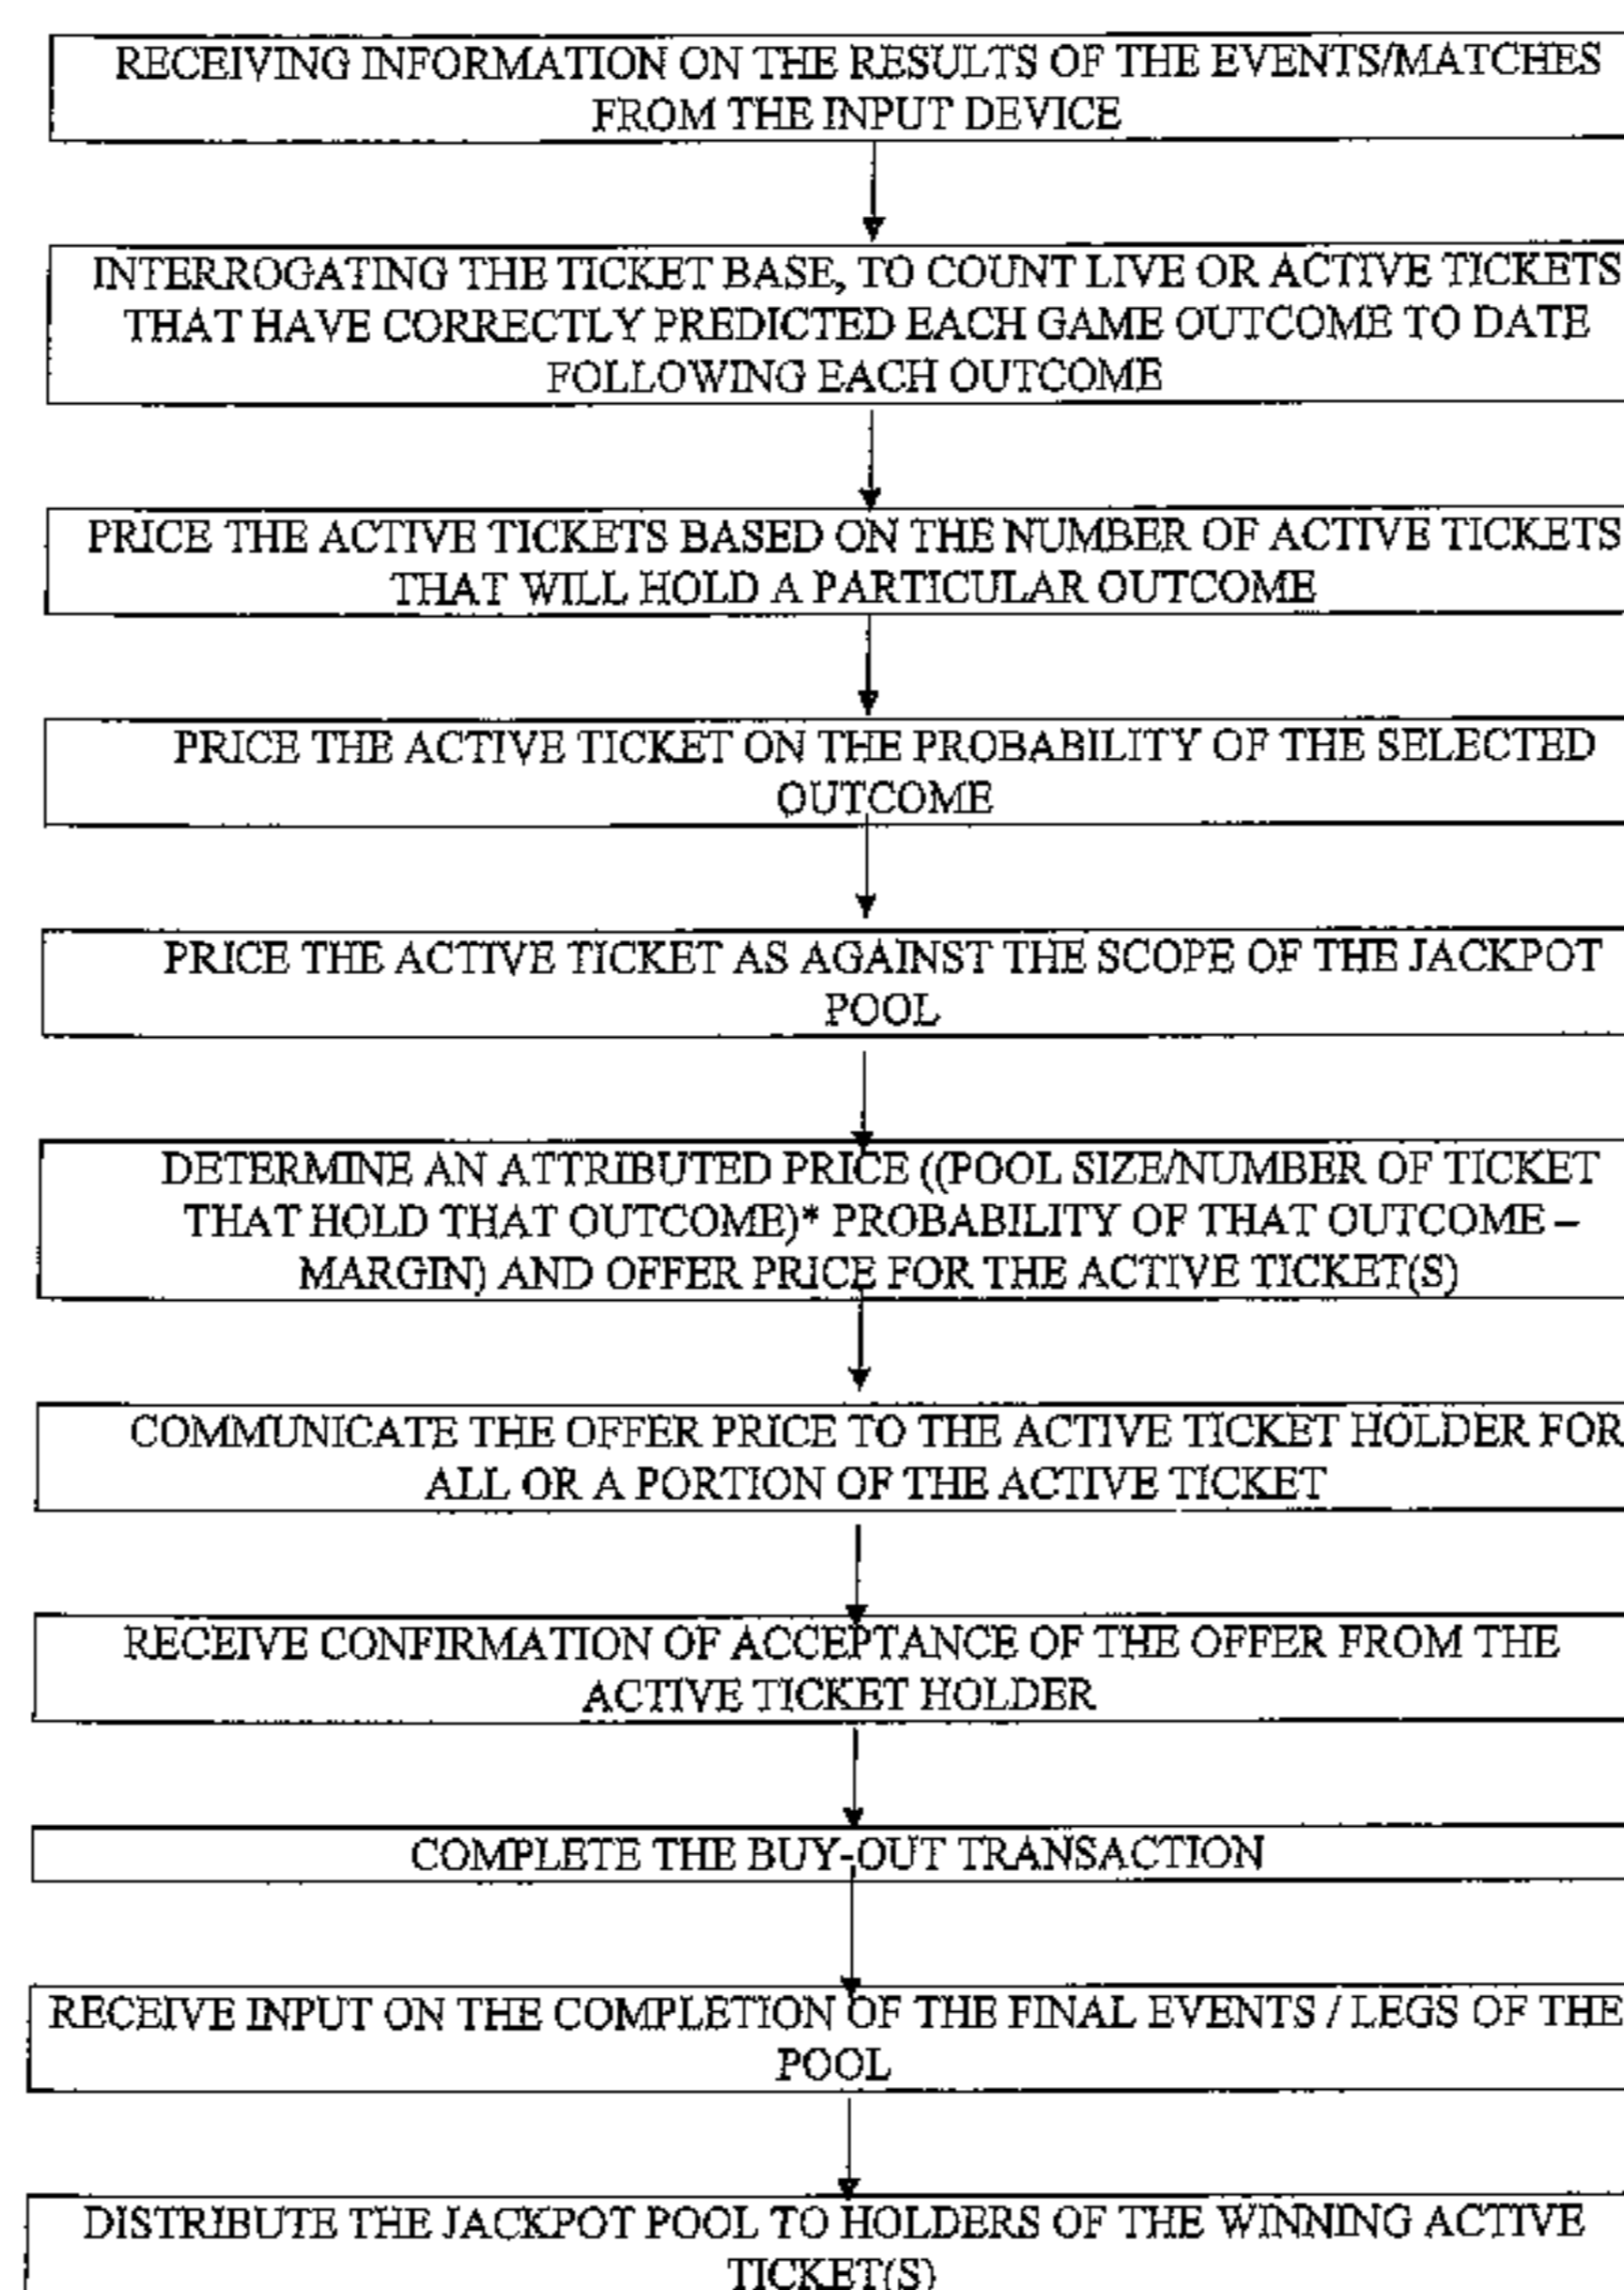 RECEIVING INFORMATION ON THE RESULTS OF THE EVENTS/MATCHES
FROM THE INPUT DEVICE
INTERROGATING THE TICKET BASE, TO COUNT LIVE OR ACTIVE TICKETS
THAT HAVE CORRECTLY PREDICTED EACH GAME OUTCOME TO DATE
FOLLOWING EACH OUTCOME
PRICE THE ACTIVE TICKETS BASED ON THE NUMBER OF ACTIVE TICKETS
THAT WILL HOLD A PARTICULAR OUTCOME
PRICE THE ACTIVE TICKET ON THE PROBABILITY OF THE SELECTED
OUTCOME
PRICE THE ACTIVE TICKET AS AGAINST THE SCOPE OF THE JACKPOT
POOL
DETERMINE AN ATTRIBUTED PRICE ((POOL SIZE/NUMBER OF TICKET
THAT HOLD THAT OUTCOME)* PROBABILITY OF THAT OUTCOME –
MARGIN) AND OFFER PRICE FOR THE ACTIVE TICKET(S)
COMMUNICATE THE OFFER PRICE TO THE ACTIVE TICKET HOLDER FOR
ALL OR A PORTION OF THE ACTIVE TICKET
RECEIVE CONFIRMATION OF ACCEPTANCE OF THE OFFER FROM THE
ACTIVE TICKET HOLDER
COMPLETE THE BUY-OUT TRANSACTION
RECEIVE INPUT ON THE COMPLETION OF THE FINAL EVENTS / LEGS OF THE
POOL
DISTRIBUTE THE JACKPOT POOL TO HOLDERS OF THE WINNING ACTIVE
TICKET(S)